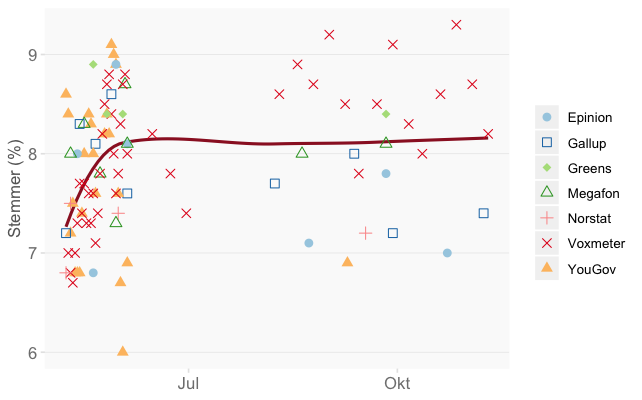 Stemmer (%)
9
8
7
6
Jul
Okt
Epinion
Gallup
Greens
Megafon
Norstat
Voxmeter
YouGov